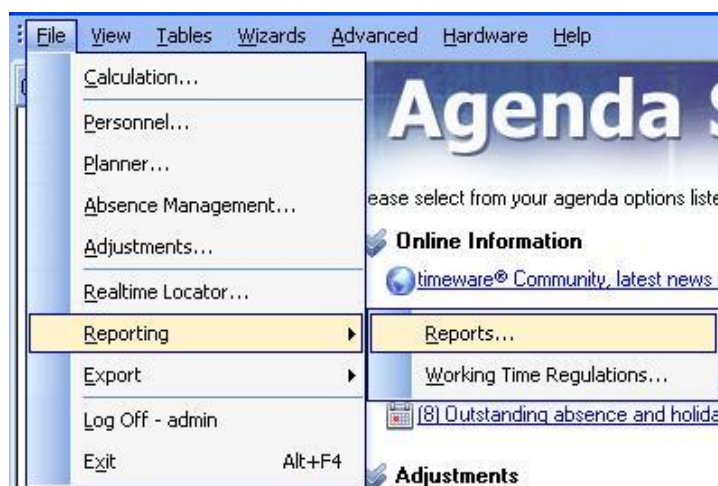 File View Tables Wizards Advanced Hardware Help
Calculation...
Personnel...
Planner...
Absence Management...
Adjustments...
Realtime Locator...
Reporting
Export
Log Off - admin
Exit Alt+F4
Reports...
Working Time Regulations...
Agenda
ease select from your agenda options liste
Online Information
timeware® Community, latest news
(8) Outstanding absence and holida
Adjustments